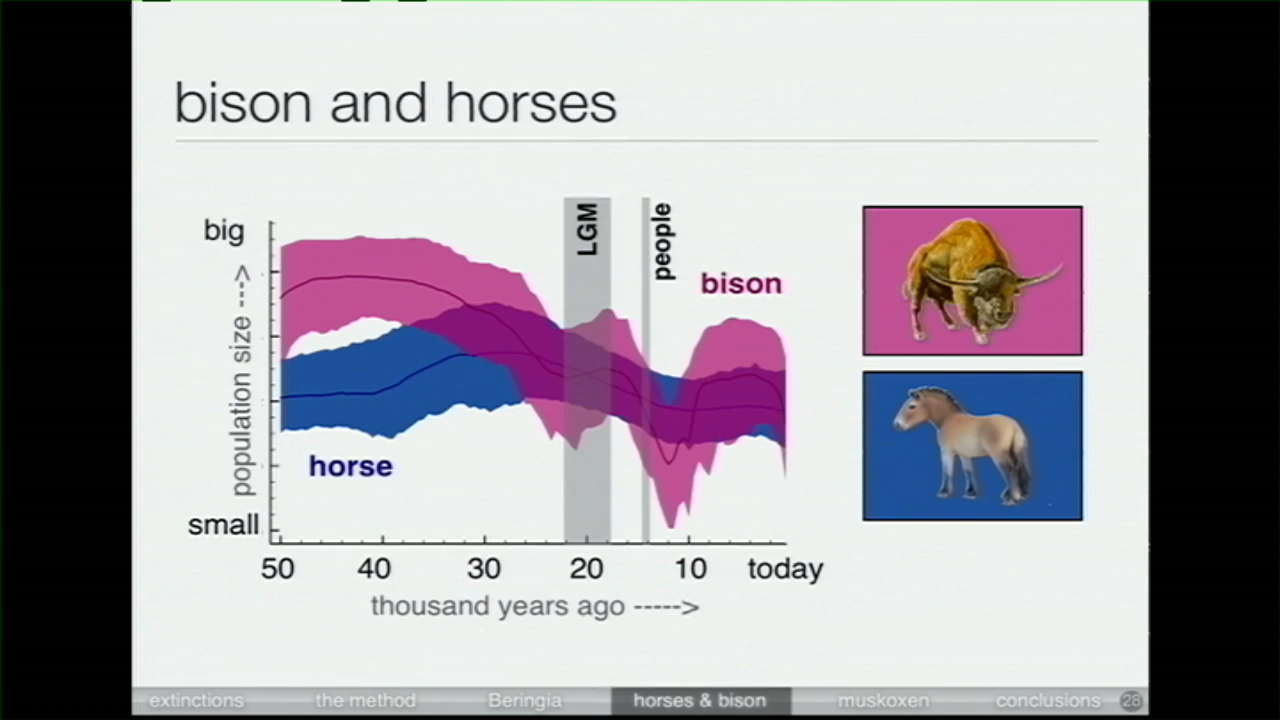 bison and horses
big
LGM
people
bison
population size --->
horse
small
50 40 30 20 10 today
thousand years ago ----->
extinctions the method Beringia horses & bison muskoxen conclusions 28